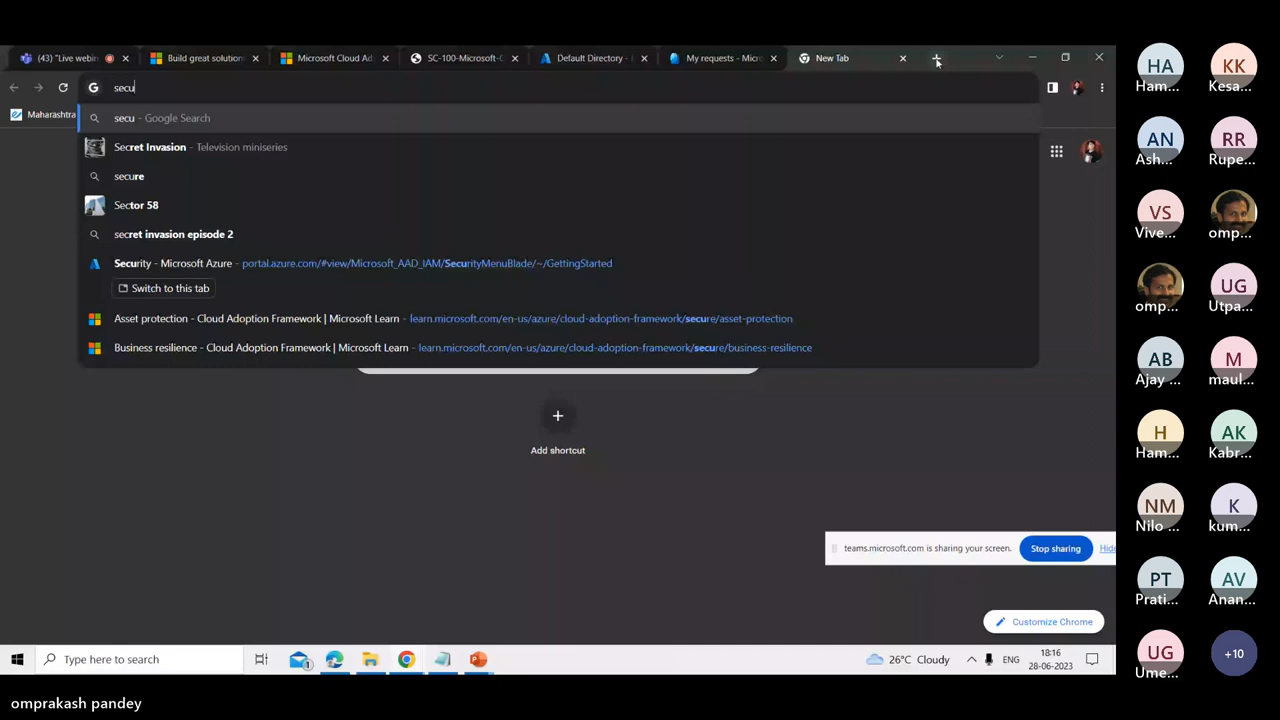 (43) "Live webin
Build great solution
Microsoft Cloud Ad
SC-100-Microsoft-C
Default Directory -
My requests - Micro
New Tab
secu
Maharashtra
secu - Google Search
Secret Invasion - Television miniseries
secure
Sector 58
secret invasion episode 2
Security - Microsoft Azure - portal.azure.com/#view/Microsoft_AAD_IAM/SecurityMenuBlade/~/GettingStarted
Switch to this tab
Asset protection - Cloud Adoption Framework | Microsoft Learn - learn.microsoft.com/en-us/azure/cloud-adoption-framework/secure/asset-protection
Business resilience - Cloud Adoption Framework | Microsoft Learn - learn.microsoft.com/en-us/azure/cloud-adoption-framework/secure/business-resilience
Add shortcut
teams.microsoft.com is sharing your screen.
Stop sharing
Hide
Customize Chrome
Type here to search
1
26°C Cloudy
ENG
18:16
28-06-2023
omprakash pandey
HA
Ham...
KK
Kesa...
AN
Ash...
RR
Rupe...
VS
Vive...
omp...
omp...
UG
Utpa...
AB
Ajay ...
M
maul...
H
Ham...
AK
Kabr...
NM
Nilo ...
K
kum...
PT
Prati...
AV
Anan...
UG
Ume...
+10